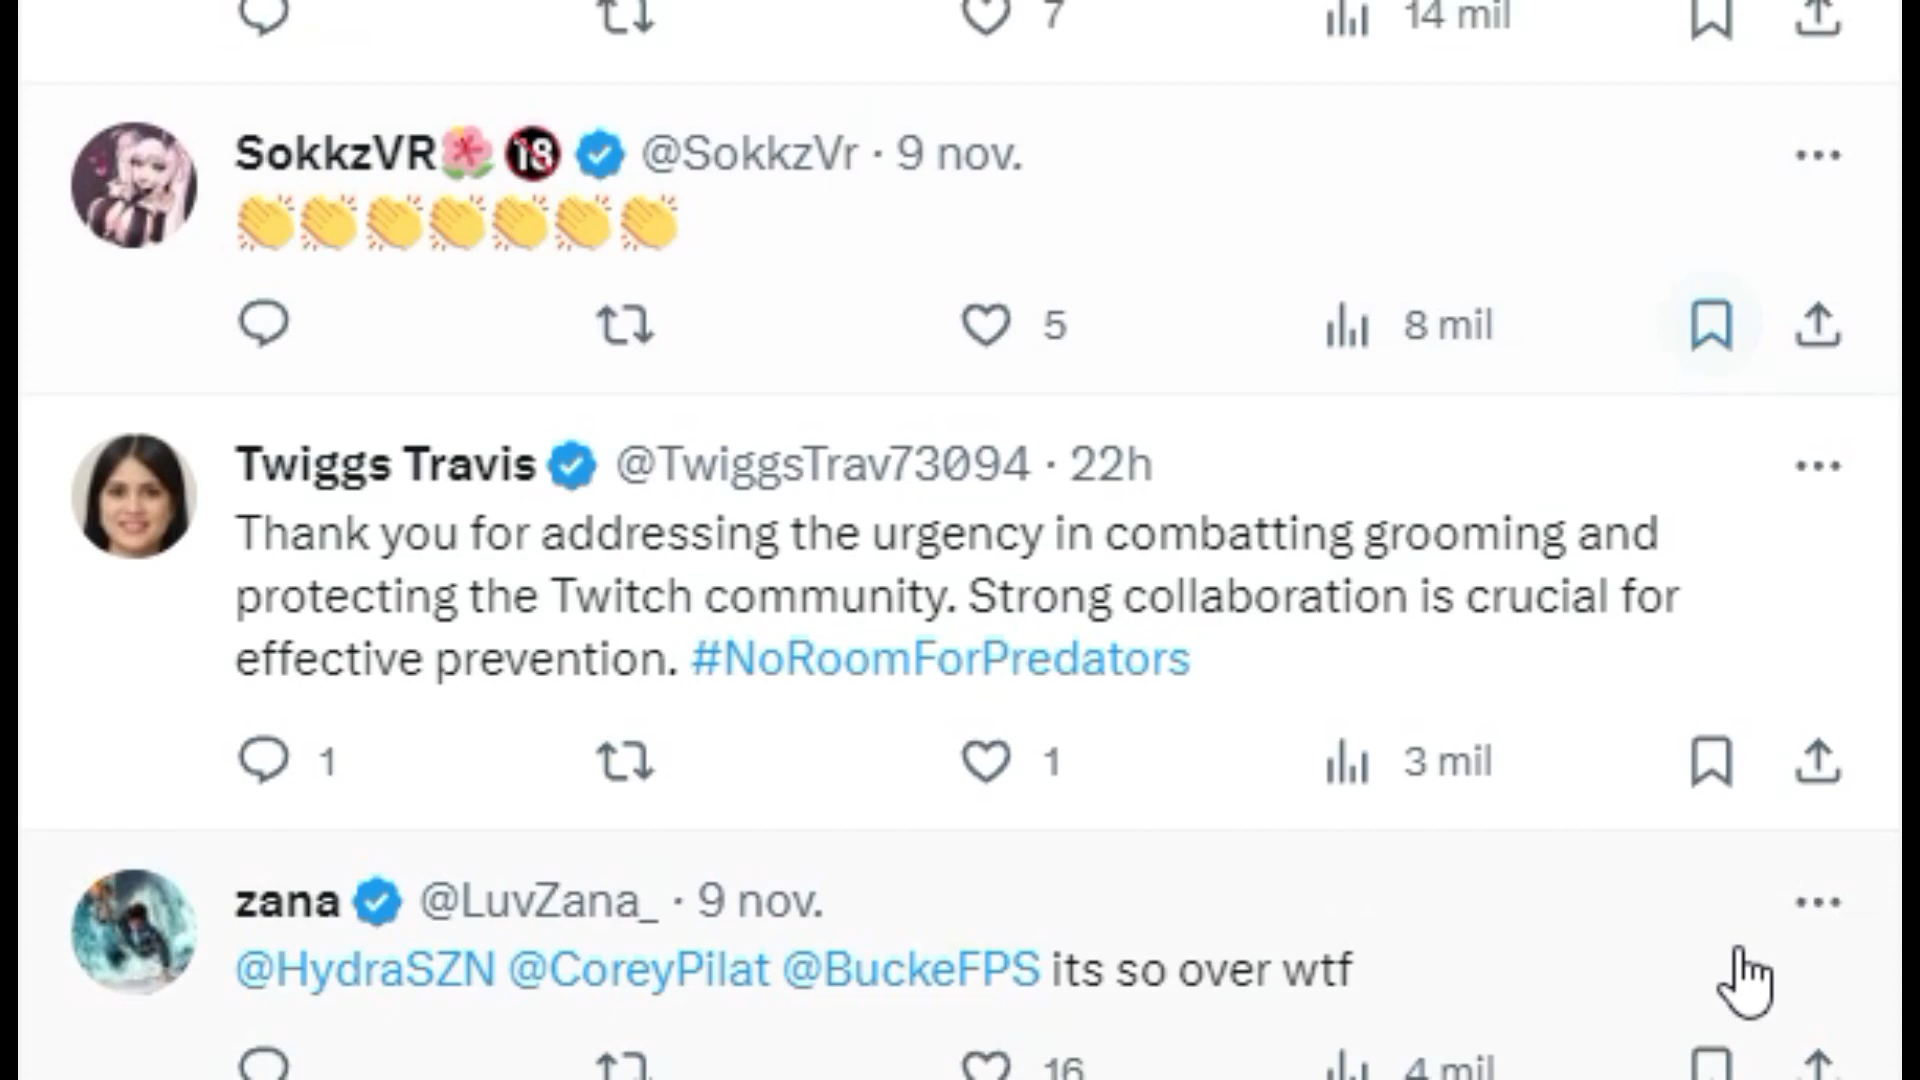 7 14 mil
SokkzVR🌺🔞 @SokkzVr · 9 nov.
👏👏👏👏👏👏👏
5 8 mil
Twiggs Travis @TwiggsTrav73094 · 22h
Thank you for addressing the urgency in combatting grooming and
protecting the Twitch community. Strong collaboration is crucial for
effective prevention. #NoRoomForPredators
1 1 3 mil
zana @LuvZana_ · 9 nov.
@HydraSZN @CoreyPilat @BuckeFPS its so over wtf
16 4 mil